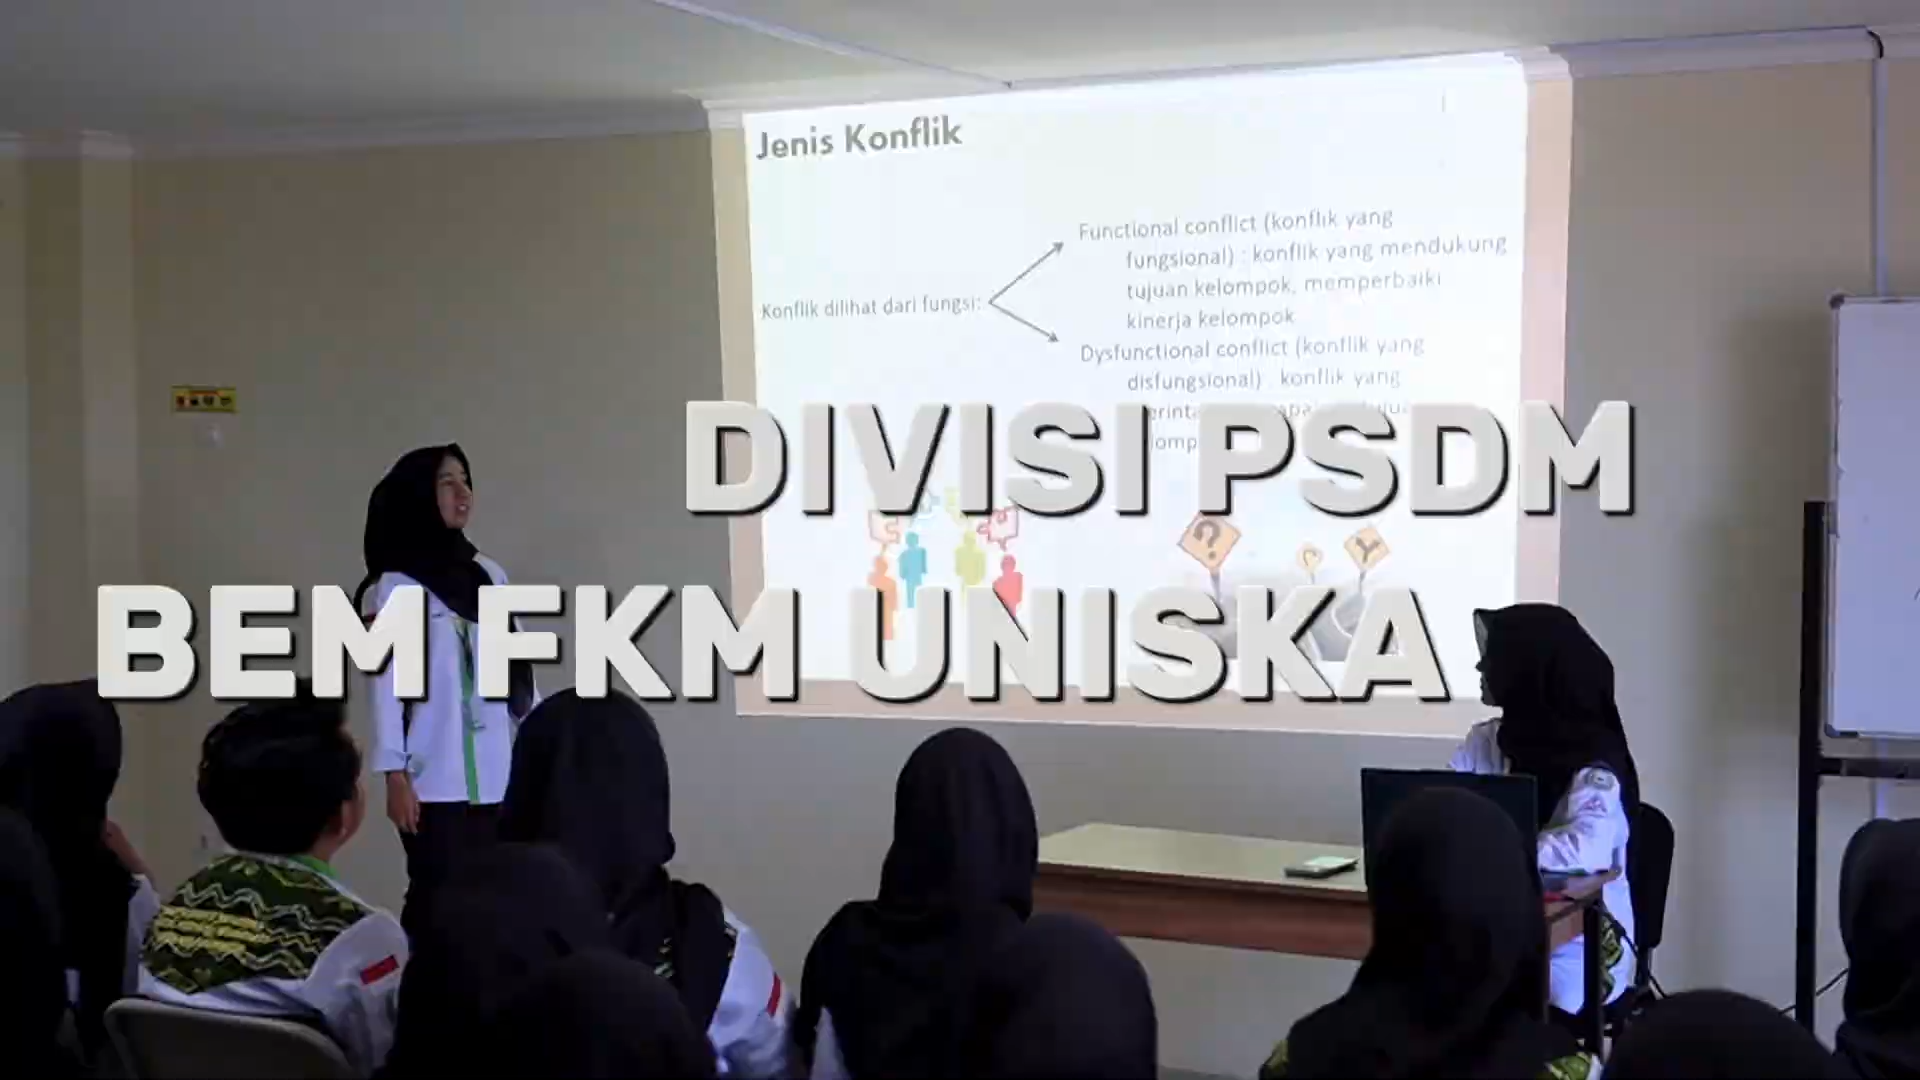 Jenis Konflik
Functional conflict (konflik yang
fungsional) : konflik yang mendukung
tujuan kelompok, memperbaiki
kinerja kelompok
Konflik dilihat dari fungsi:
Dysfunctional conflict (konflik yang
disfungsional) : konflik yang
DIVISI PSDM
BEM FKM UNISKA